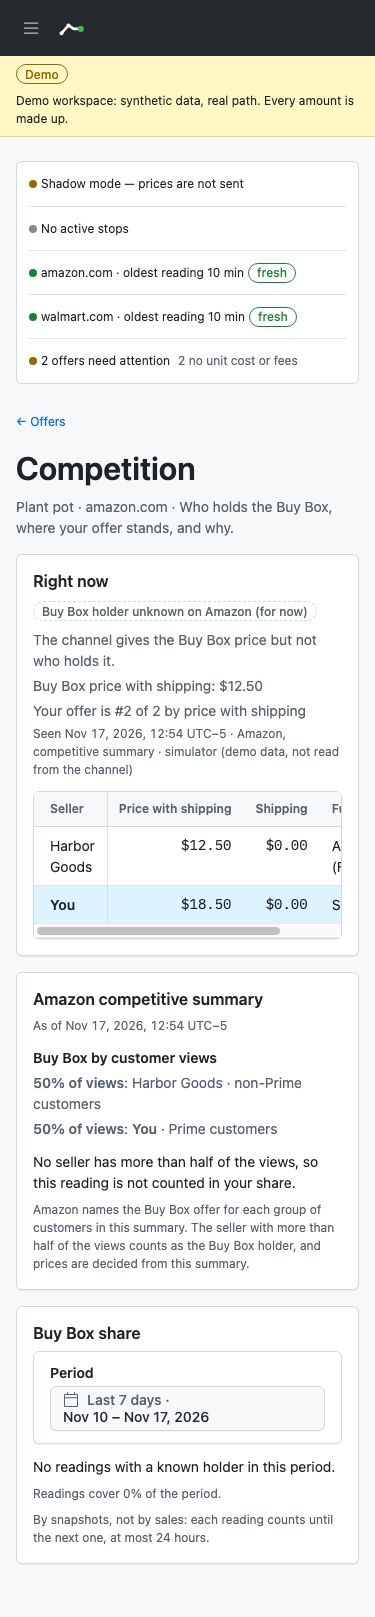 Demo
Demo workspace: synthetic data, real path. Every amount is
made up.
Shadow mode — prices are not sent
No active stops
amazon.com · oldest reading 10 min fresh
walmart.com · oldest reading 10 min fresh
2 offers need attention 2 no unit cost or fees
← Offers
Competition
Plant pot · amazon.com · Who holds the Buy Box,
where your offer stands, and why.
Right now
Buy Box holder unknown on Amazon (for now)
The channel gives the Buy Box price but not
who holds it.
Buy Box price with shipping: $12.50
Your offer is #2 of 2 by price with shipping
Seen Nov 17, 2026, 12:54 UTC−5 · Amazon,
competitive summary · simulator (demo data, not read
from the channel)
Seller Price with shipping Shipping
Harbor
Goods $12.50 $0.00
You $18.50 $0.00
Amazon competitive summary
As of Nov 17, 2026, 12:54 UTC−5
Buy Box by customer views
50% of views: Harbor Goods · non-Prime
customers
50% of views: You · Prime customers
No seller has more than half of the views, so
this reading is not counted in your share.
Amazon names the Buy Box offer for each group of
customers in this summary. The seller with more than
half of the views counts as the Buy Box holder, and
prices are decided from this summary.
Buy Box share
Period
Last 7 days ·
Nov 10 – Nov 17, 2026
No readings with a known holder in this period.
Readings cover 0% of the period.
By snapshots, not by sales: each reading counts until
the next one, at most 24 hours.